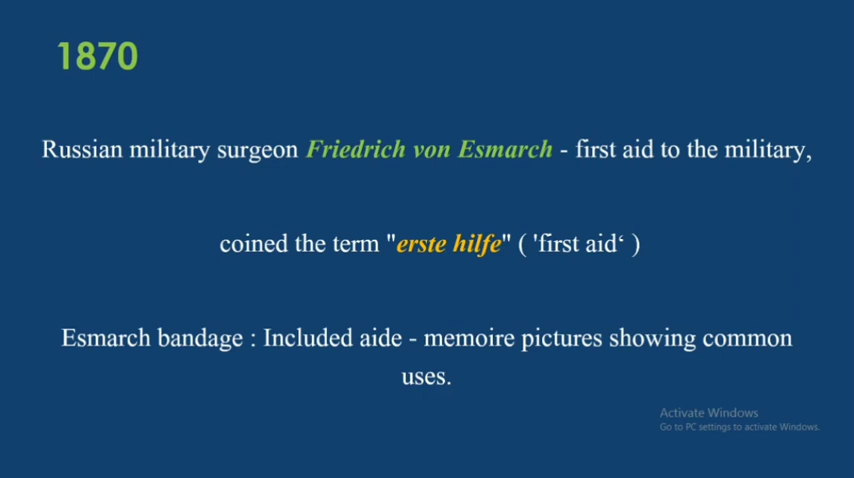 1870
Russian military surgeon Friedrich von Esmarch - first aid to the military,
coined the term "erste hilfe" ( 'first aid‘ )
Esmarch bandage : Included aide - memoire pictures showing common
uses.
Activate Windows
Go to PC settings to activate Windows.